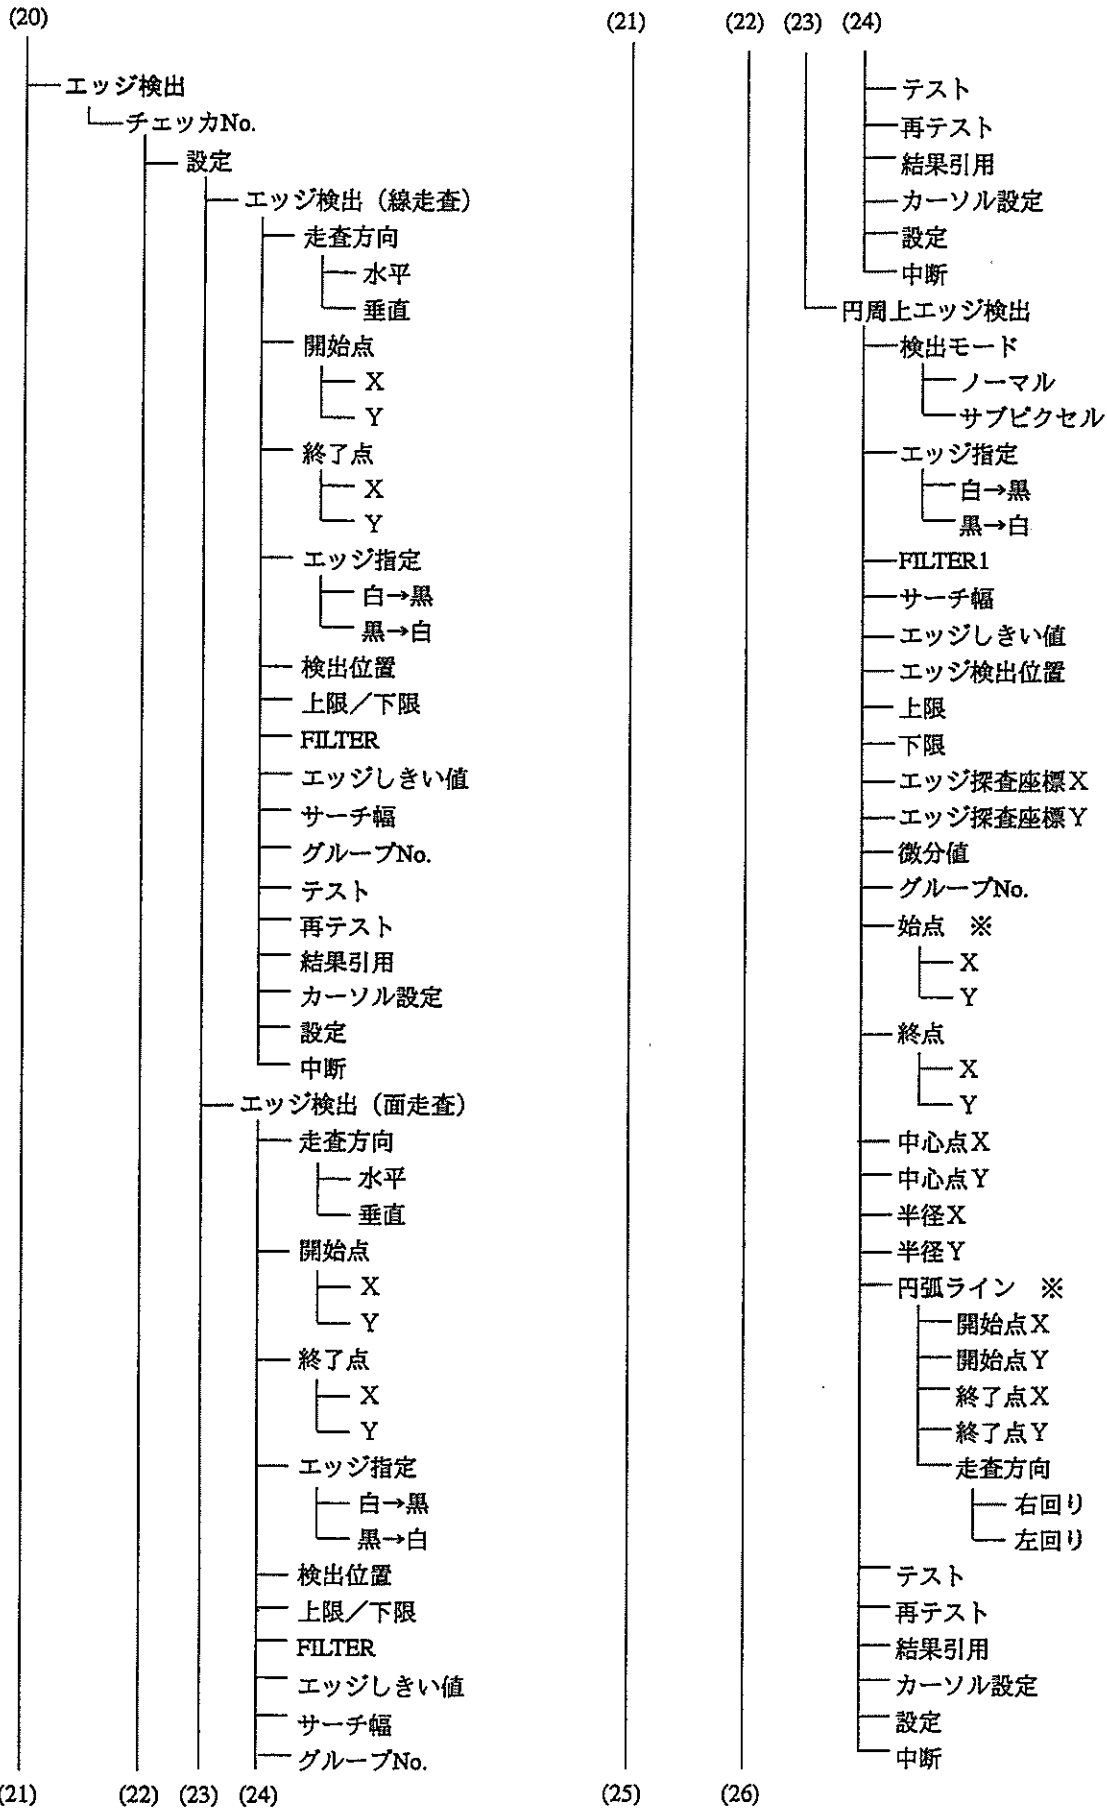 (20)
エッジ検出
チェッカNo.
設定
エッジ検出（線走査）
走査方向
水平
垂直
開始点
X
Y
終了点
X
Y
エッジ指定
白→黒
黒→白
検出位置
上限／下限
FILTER
エッジしきい値
サーチ幅
グループNo.
テスト
再テスト
結果引用
カーソル設定
設定
中断
エッジ検出（面走査）
走査方向
水平
垂直
開始点
X
Y
終了点
X
Y
エッジ指定
白→黒
黒→白
検出位置
上限／下限
FILTER
エッジしきい値
サーチ幅
グループNo.
(21) (22) (23) (24)
(21) (22) (23) (24)
テスト
再テスト
結果引用
カーソル設定
設定
中断
円周上エッジ検出
検出モード
ノーマル
サブピクセル
エッジ指定
白→黒
黒→白
FILTER1
サーチ幅
エッジしきい値
エッジ検出位置
上限
下限
エッジ探査座標X
エッジ探査座標Y
微分値
グループNo.
始点 ※
X
Y
終点
X
Y
中心点X
中心点Y
半径X
半径Y
円弧ライン ※
開始点X
開始点Y
終了点X
終了点Y
走査方向
右回り
左回り
テスト
再テスト
結果引用
カーソル設定
設定
中断
(25) (26)